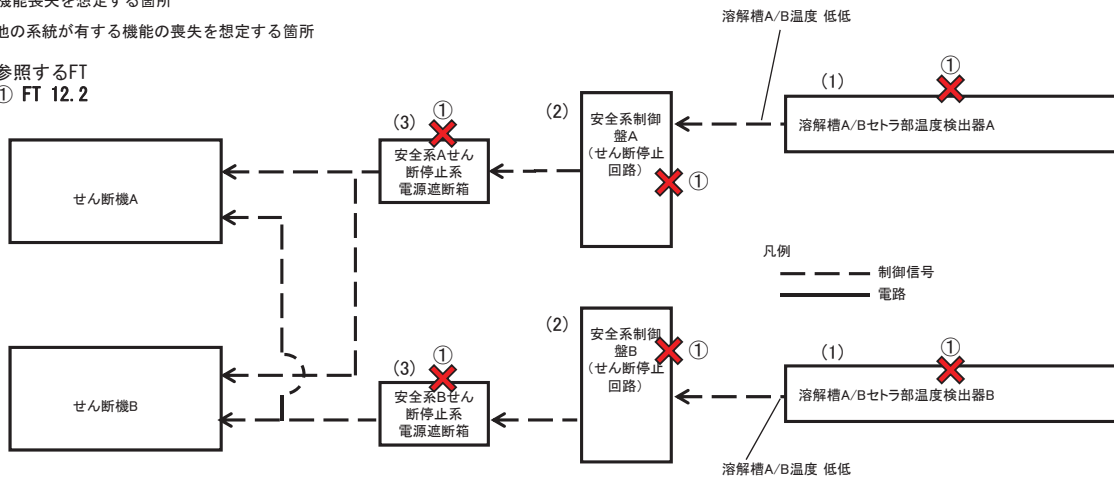 機能喪失を想定する箇所
他の系統が有する機能の喪失を想定する箇所
参照するFT
① FT 12.2
溶解槽A/B温度 低低
(1)
①
溶解槽A/Bセトラ部温度検出器A
(2)
安全系制御
盤A
(せん断停止
回路)
①
(3)
①
安全系Aせん
断停止系
電源遮断箱
せん断機A
凡例
制御信号
電路
(2)
安全系制御
盤B
(せん断停止
回路)
①
(1)
①
溶解槽A/Bセトラ部温度検出器B
(3)
①
安全系Bせん
断停止系
電源遮断箱
せん断機B
溶解槽A/B温度 低低